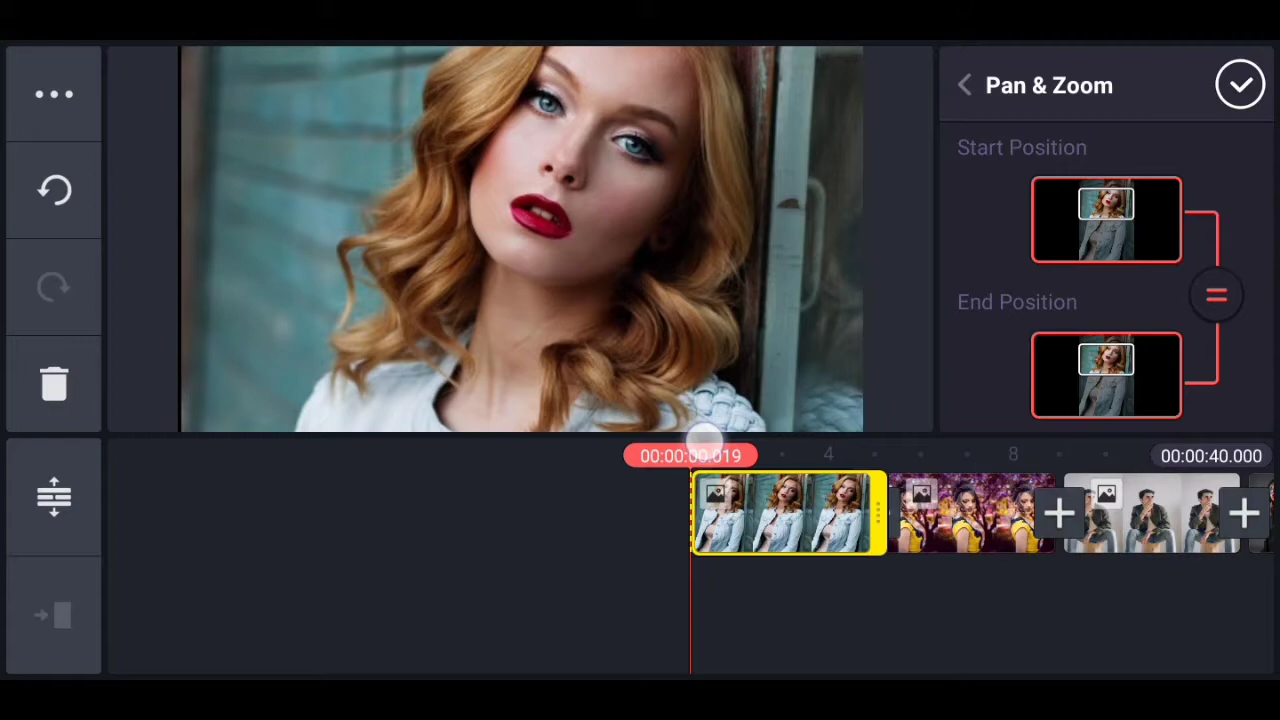 Pan & Zoom
Start Position
End Position
00:00:00.019
4
8
00:00:40.000